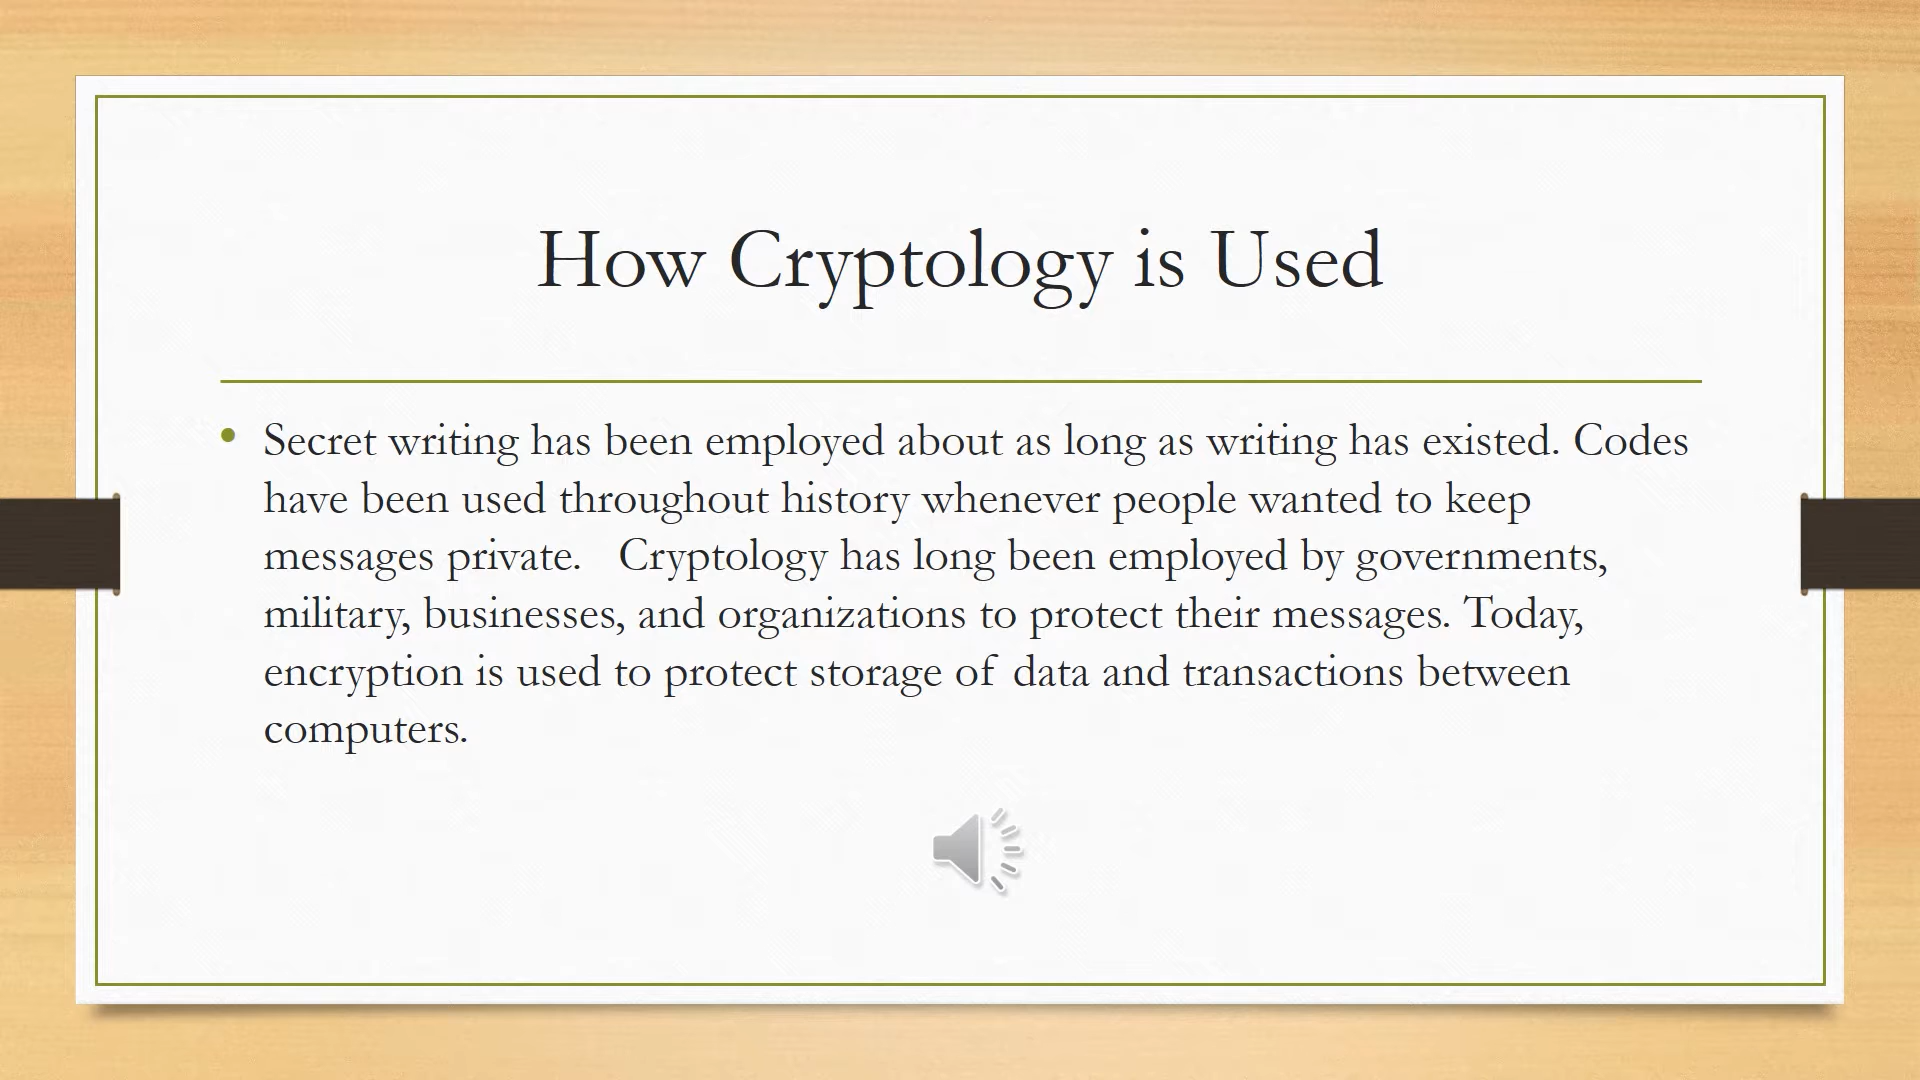 How Cryptology is Used
• Secret writing has been employed about as long as writing has existed. Codes
have been used throughout history whenever people wanted to keep
messages private.   Cryptology has long been employed by governments,
military, businesses, and organizations to protect their messages. Today,
encryption is used to protect storage of data and transactions between
computers.